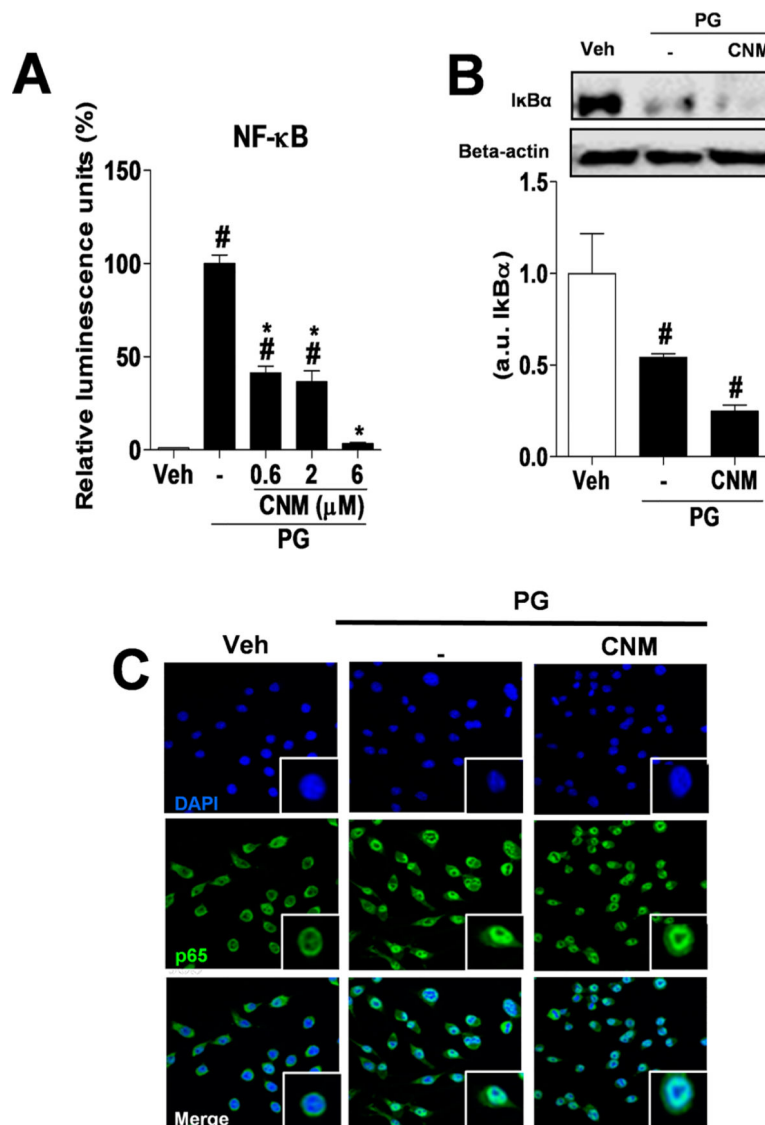 A
NF-κB
Relative luminescence units (%)
150
100
50
0
#
*
#
*
#
*
Veh
-
0.6
2
6
CNM (μM)
PG
B
PG
Veh
-
CNM
IκBα
Beta-actin
(a.u. IkBα)
1.5
1.0
0.5
0.0
#
#
Veh
-
CNM
PG
C
PG
Veh
-
CNM
DAPI
p65
Merge